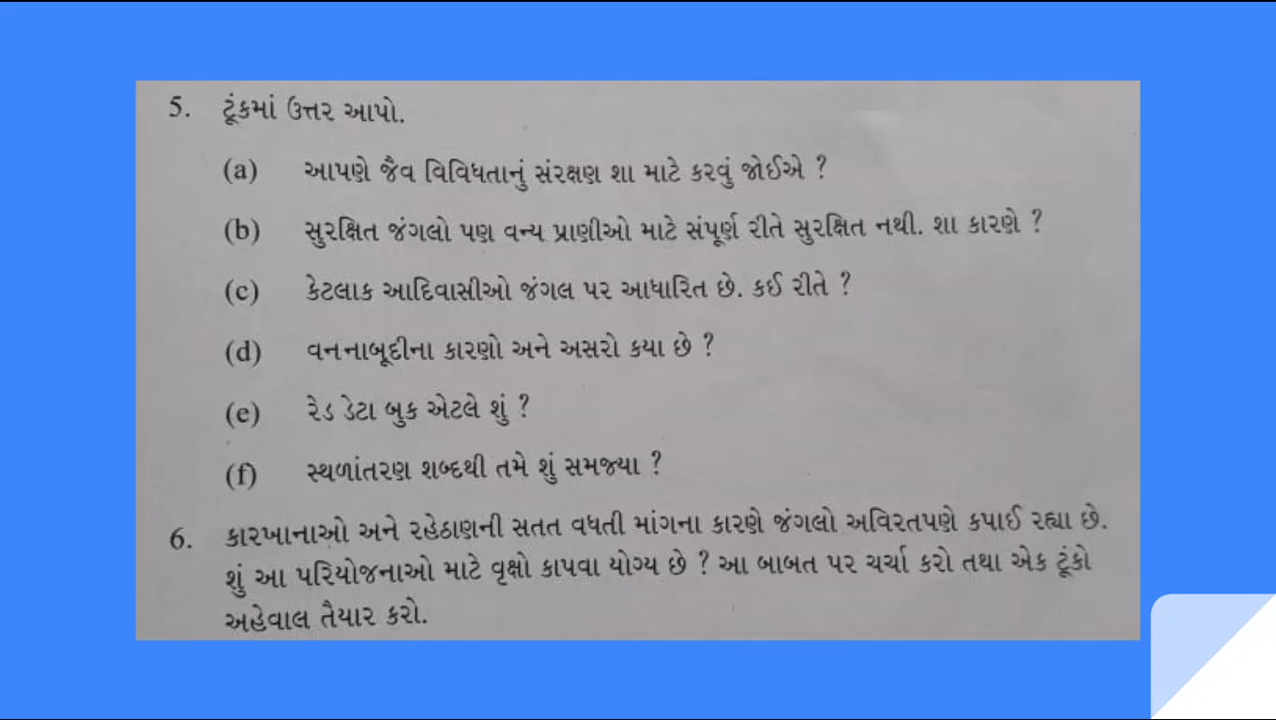 5. ટૂંકમાં ઉત્તર આપો.
(a) આપણે જૈવ વિવિધતાનું સંરક્ષણ શા માટે કરવું જોઈએ ?
(b) સુરક્ષિત જંગલો પણ વન્ય પ્રાણીઓ માટે સંપૂર્ણ રીતે સુરક્ષિત નથી. શા કારણે ?
(c) કેટલાક આદિવાસીઓ જંગલ પર આધારિત છે. કઈ રીતે ?
(d) વનનાબૂદીના કારણો અને અસરો કયા છે ?
(e) રેડ ડેટા બુક એટલે શું ?
(f) સ્થળાંતરણ શબ્દથી તમે શું સમજ્યા ?
6. કારખાનાઓ અને રહેઠાણની સતત વધતી માંગના કારણે જંગલો અવિરતપણે કપાઈ રહ્યા છે.
શું આ પરિયોજનાઓ માટે વૃક્ષો કાપવા યોગ્ય છે ? આ બાબત પર ચર્ચા કરો તથા એક ટૂંકો
અહેવાલ તૈયાર કરો.